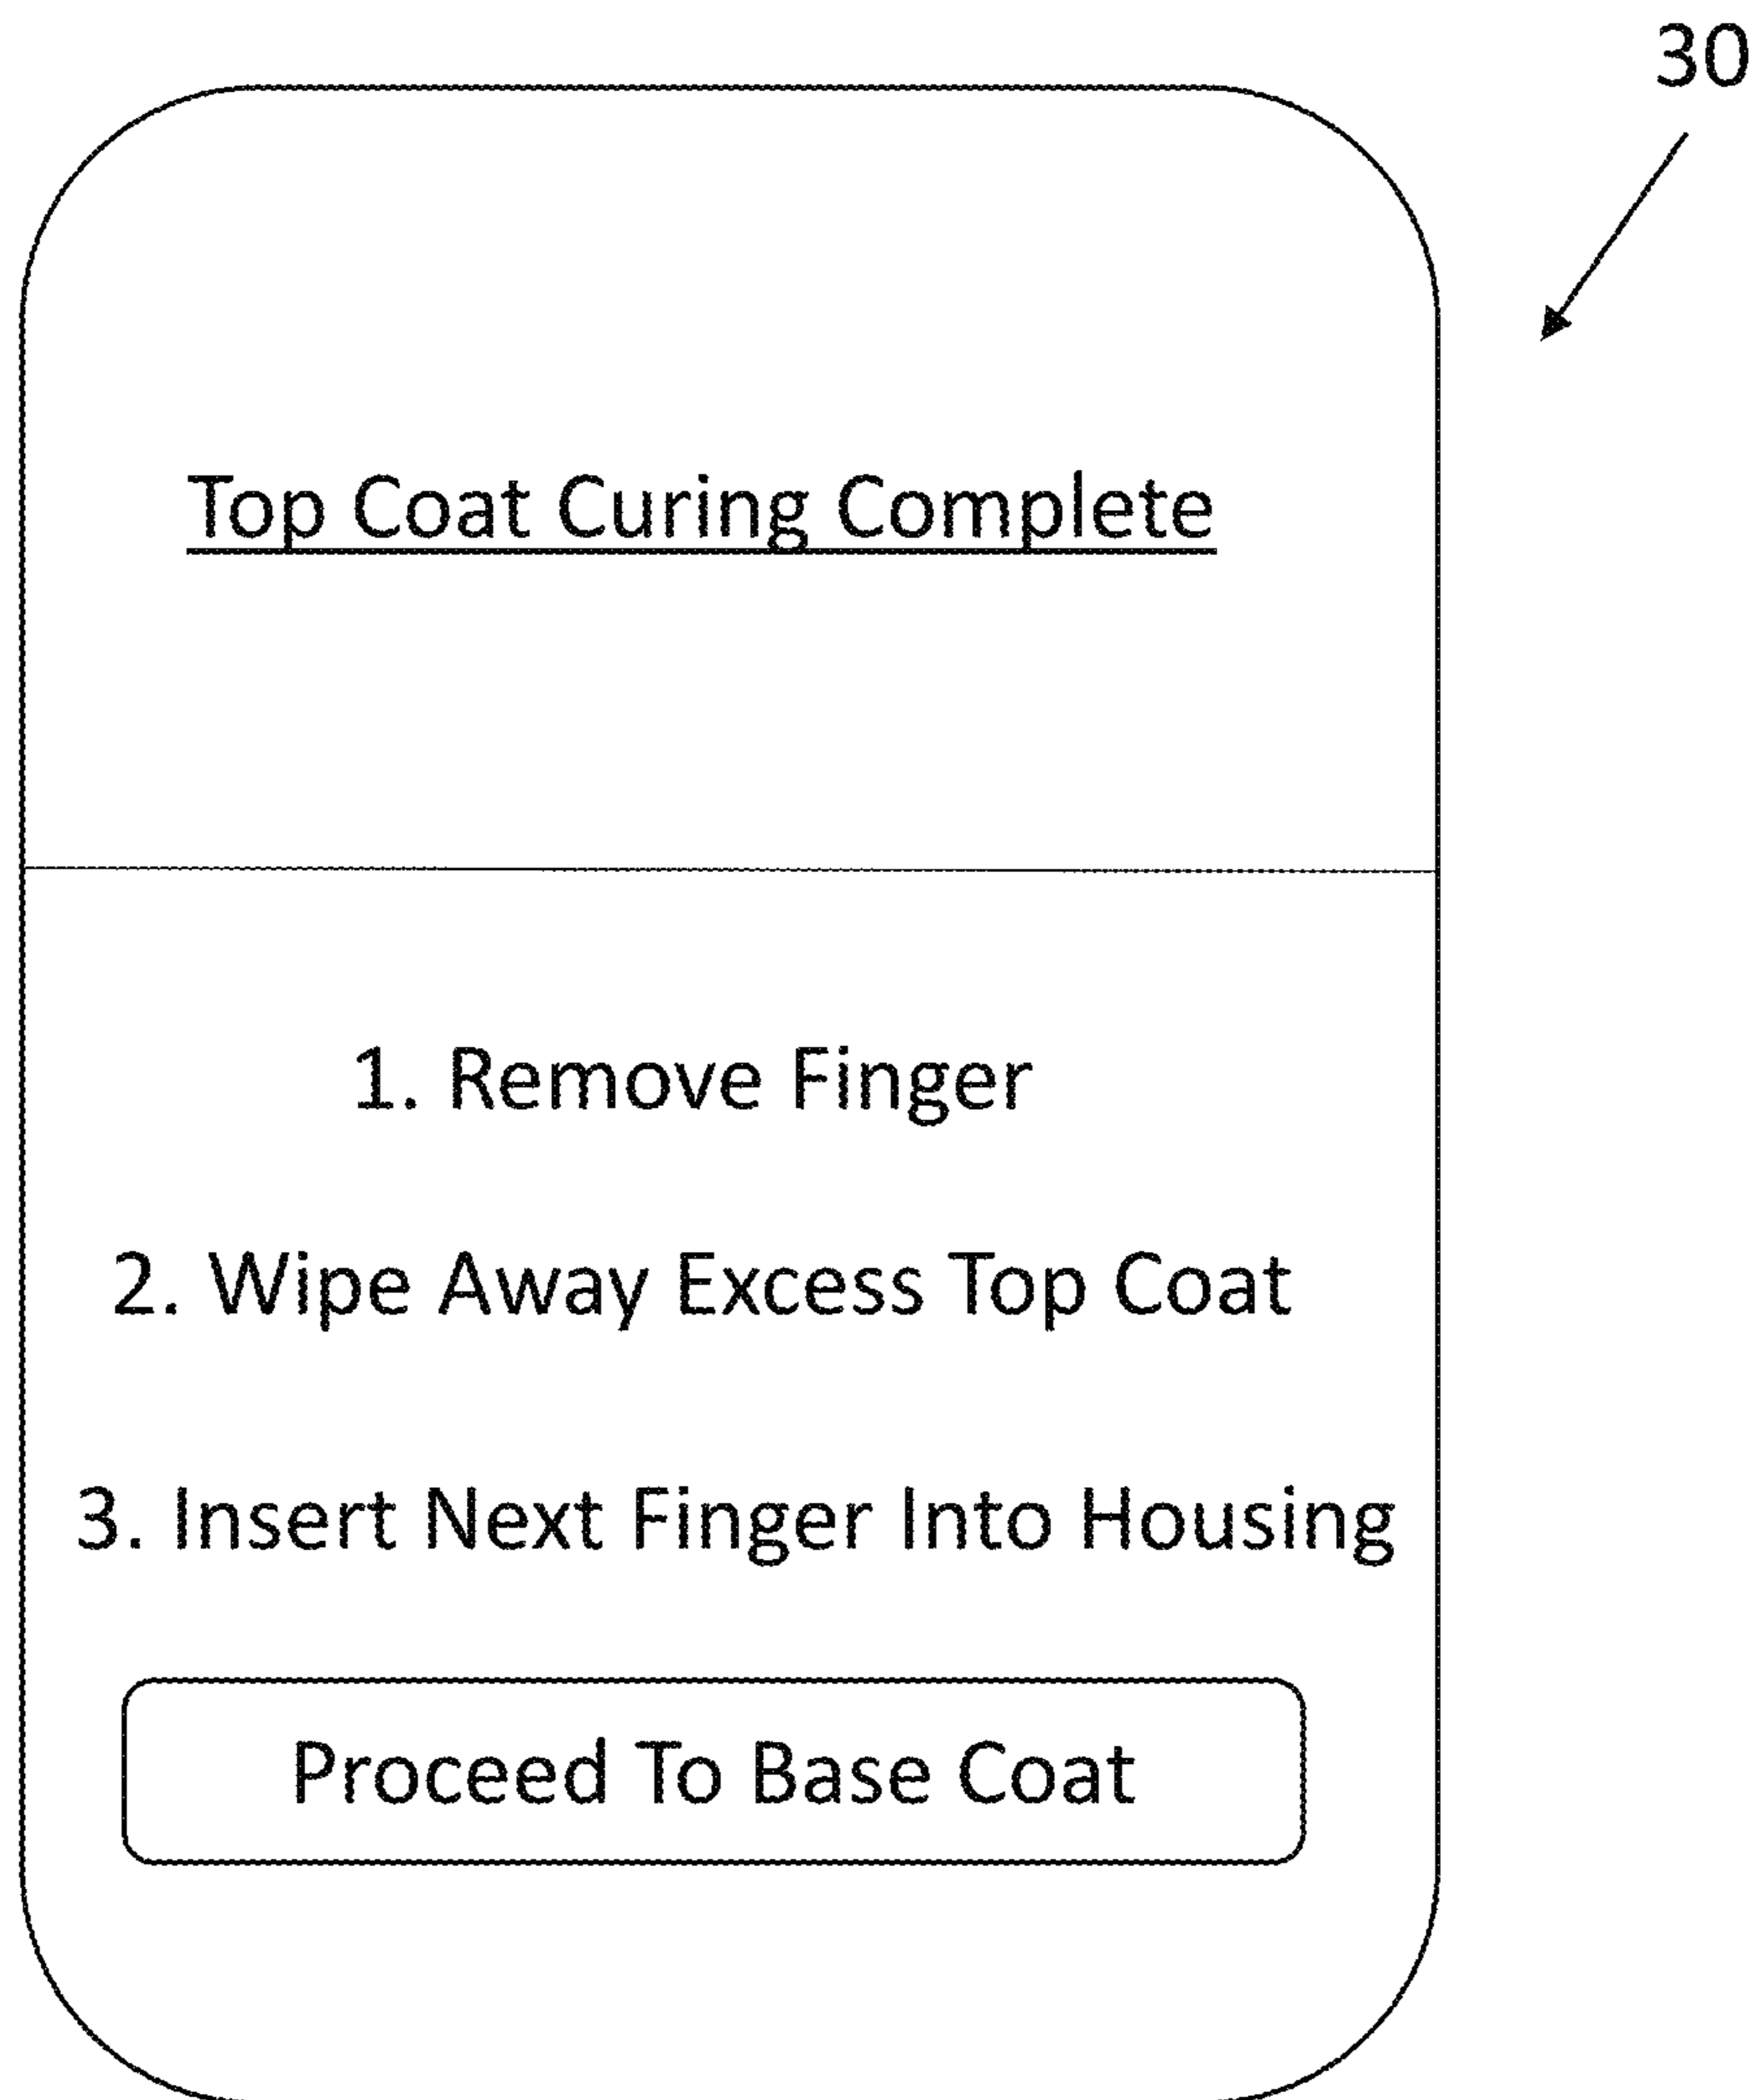 30
Top Coat Curing Complete
1. Remove Finger
2. Wipe Away Excess Top Coat
3. Insert Next Finger Into Housing
Proceed To Base Coat